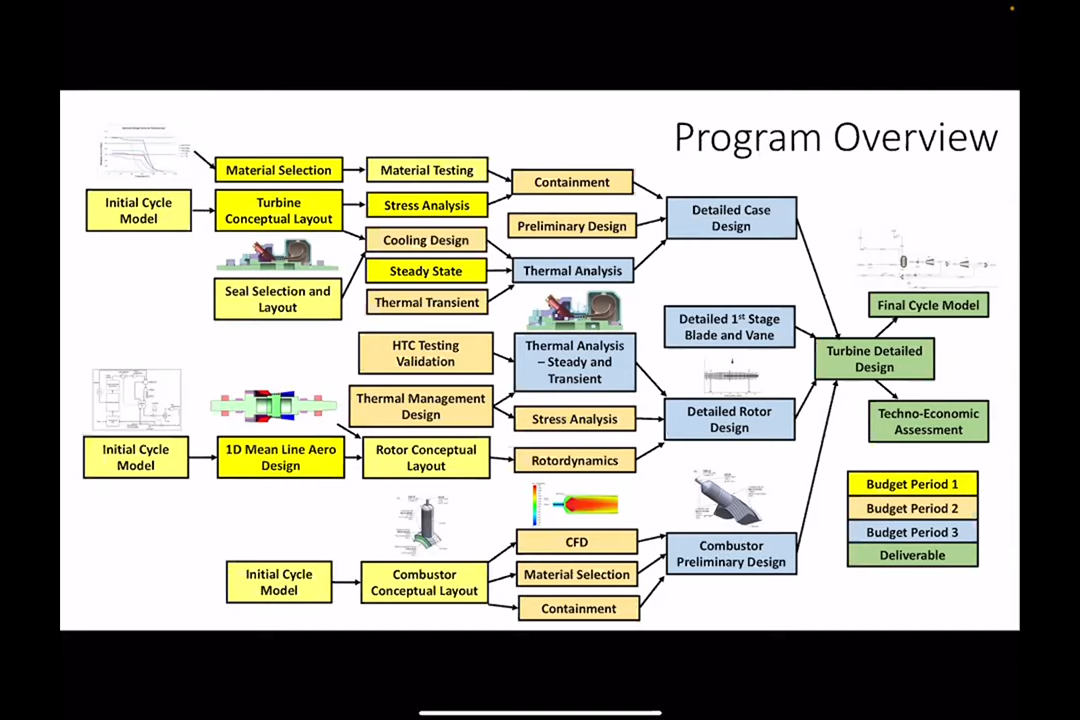 Program Overview
Material Selection
Material Testing
Containment
Initial Cycle
Model
Turbine
Conceptual Layout
Stress Analysis
Preliminary Design
Detailed Case
Design
Cooling Design
Steady State
Thermal Analysis
Seal Selection and
Layout
Thermal Transient
Final Cycle Model
Detailed 1st Stage
Blade and Vane
HTC Testing
Validation
Thermal Analysis
– Steady and
Transient
Turbine Detailed
Design
Thermal Management
Design
Stress Analysis
Detailed Rotor
Design
Techno-Economic
Assessment
Initial Cycle
Model
1D Mean Line Aero
Design
Rotor Conceptual
Layout
Rotordynamics
Budget Period 1
Budget Period 2
Budget Period 3
Deliverable
CFD
Initial Cycle
Model
Combustor
Conceptual Layout
Material Selection
Containment
Combustor
Preliminary Design